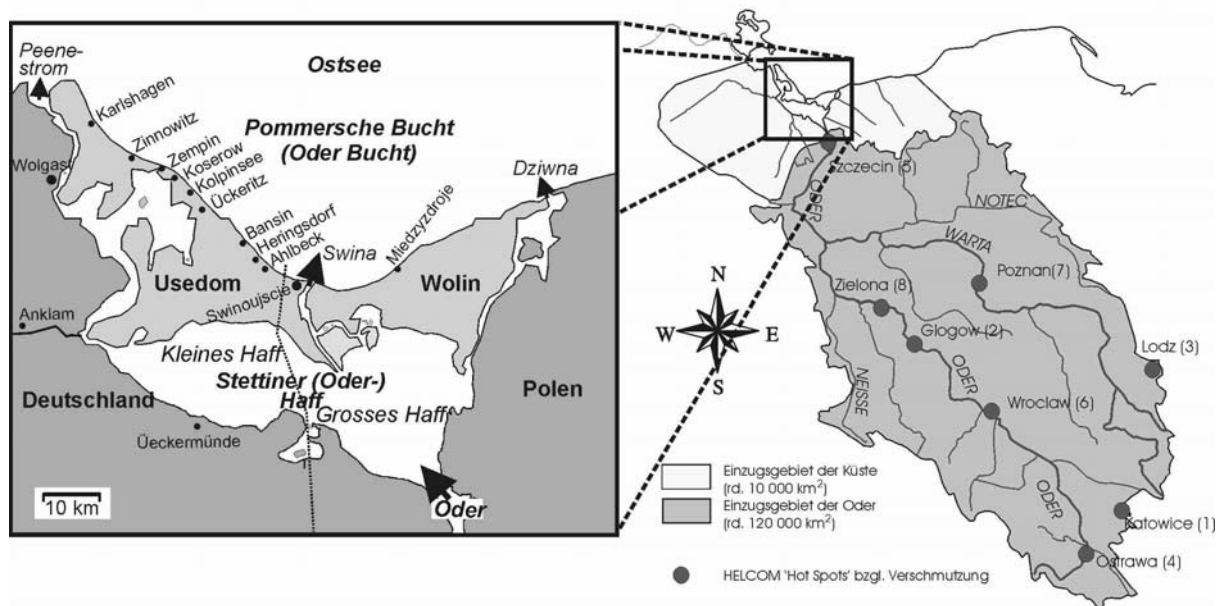 Peene-
strom
Ostsee
Karlshagen
Pommersche Bucht
(Oder Bucht)
Zinnowitz
Zempin
Koserow
Kolpinsee
Ückeritz
Wolgast
Dziwna
Bansin
Heringsdorf
Ahlbeck
Swina
Miedzyzdroje
Usedom
Wolin
Swinoujscie
Anklam
Kleines Haff
Stettiner (Oder-)
Haff
Grosses Haff
Deutschland
Polen
Üeckermünde
10 km
Oder
Szczecin (5)
ODER
NOTEC
WARTA
Poznan(7)
Zielona (8)
Glogow (2)
Lodz (3)
N
W E
S
NEISSE
ODER
Wroclaw (6)
ODER
Katowice (1)
Ostrawa (4)
Einzugsgebiet der Küste
(rd. 10 000 km²)
Einzugsgebiet der Oder
(rd. 120 000 km²)
HELCOM 'Hot Spots' bzgl. Verschmutzung